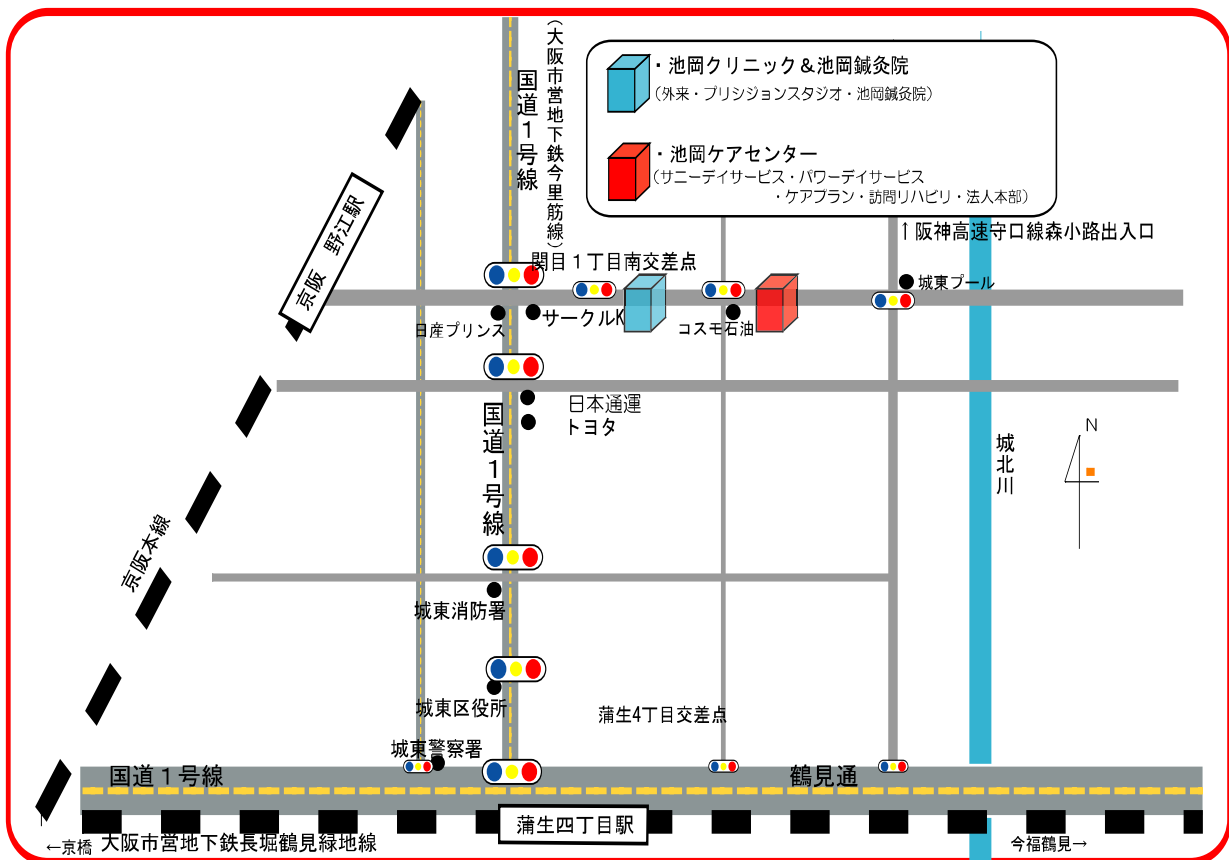 ・池岡クリニック＆池岡鍼灸院
（外来・プリシジョンスタジオ・池岡鍼灸院）
・池岡ケアセンター
（サニーデイサービス・パワーデイサービス
・ケアプラン・訪問リハビリ・法人本部）
国道１号線
（大阪市営地下鉄今里筋線）
↑阪神高速守口線森小路出入口
京阪　野江駅
関目１丁目南交差点
城東プール
日産プリンス
サークルK
コスモ石油
日本通運
トヨタ
国道１号線
城北川
N
京阪本線
城東消防署
城東区役所
蒲生4丁目交差点
城東警察署
国道１号線
鶴見通
蒲生四丁目駅
←京橋
大阪市営地下鉄長堀鶴見緑地線
今福鶴見→